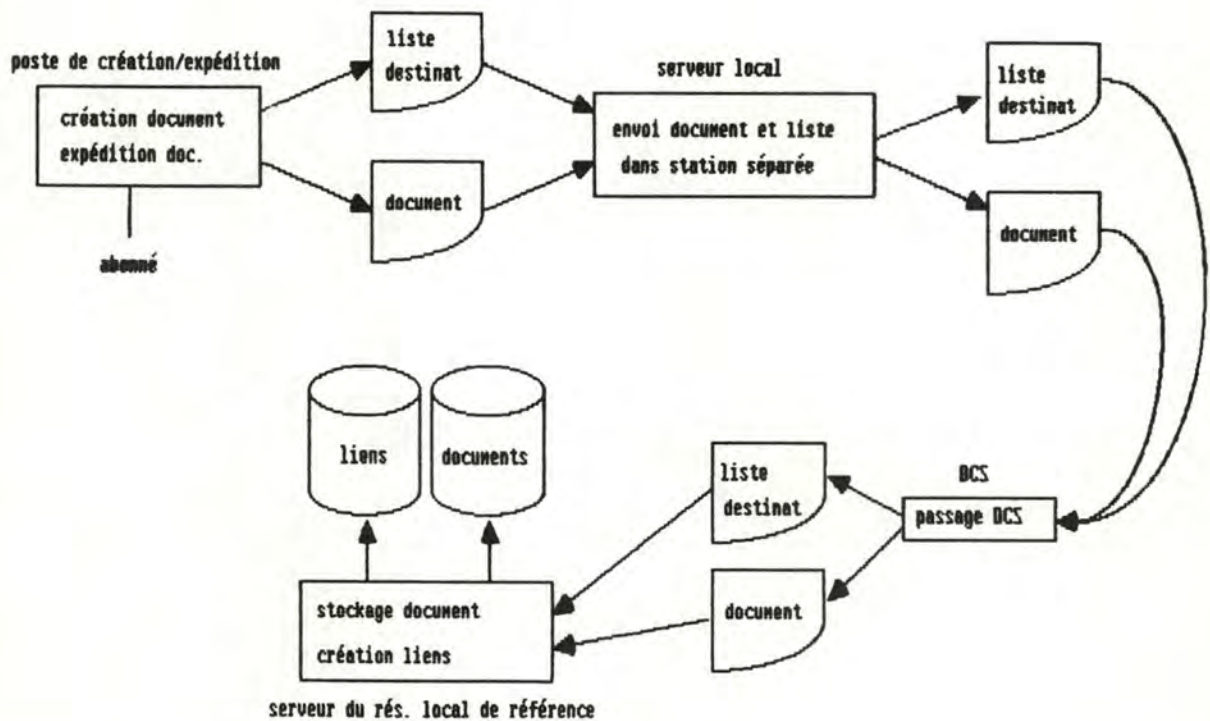 poste de création/expédition
création document
expédition doc.
abonné
liste
destinat
document
serveur local
envoi document et liste
dans station séparée
liste
destinat
document
DCS
passage DCS
liste
destinat
document
liens
documents
stockage document
création liens
serveur du rés. local de référence